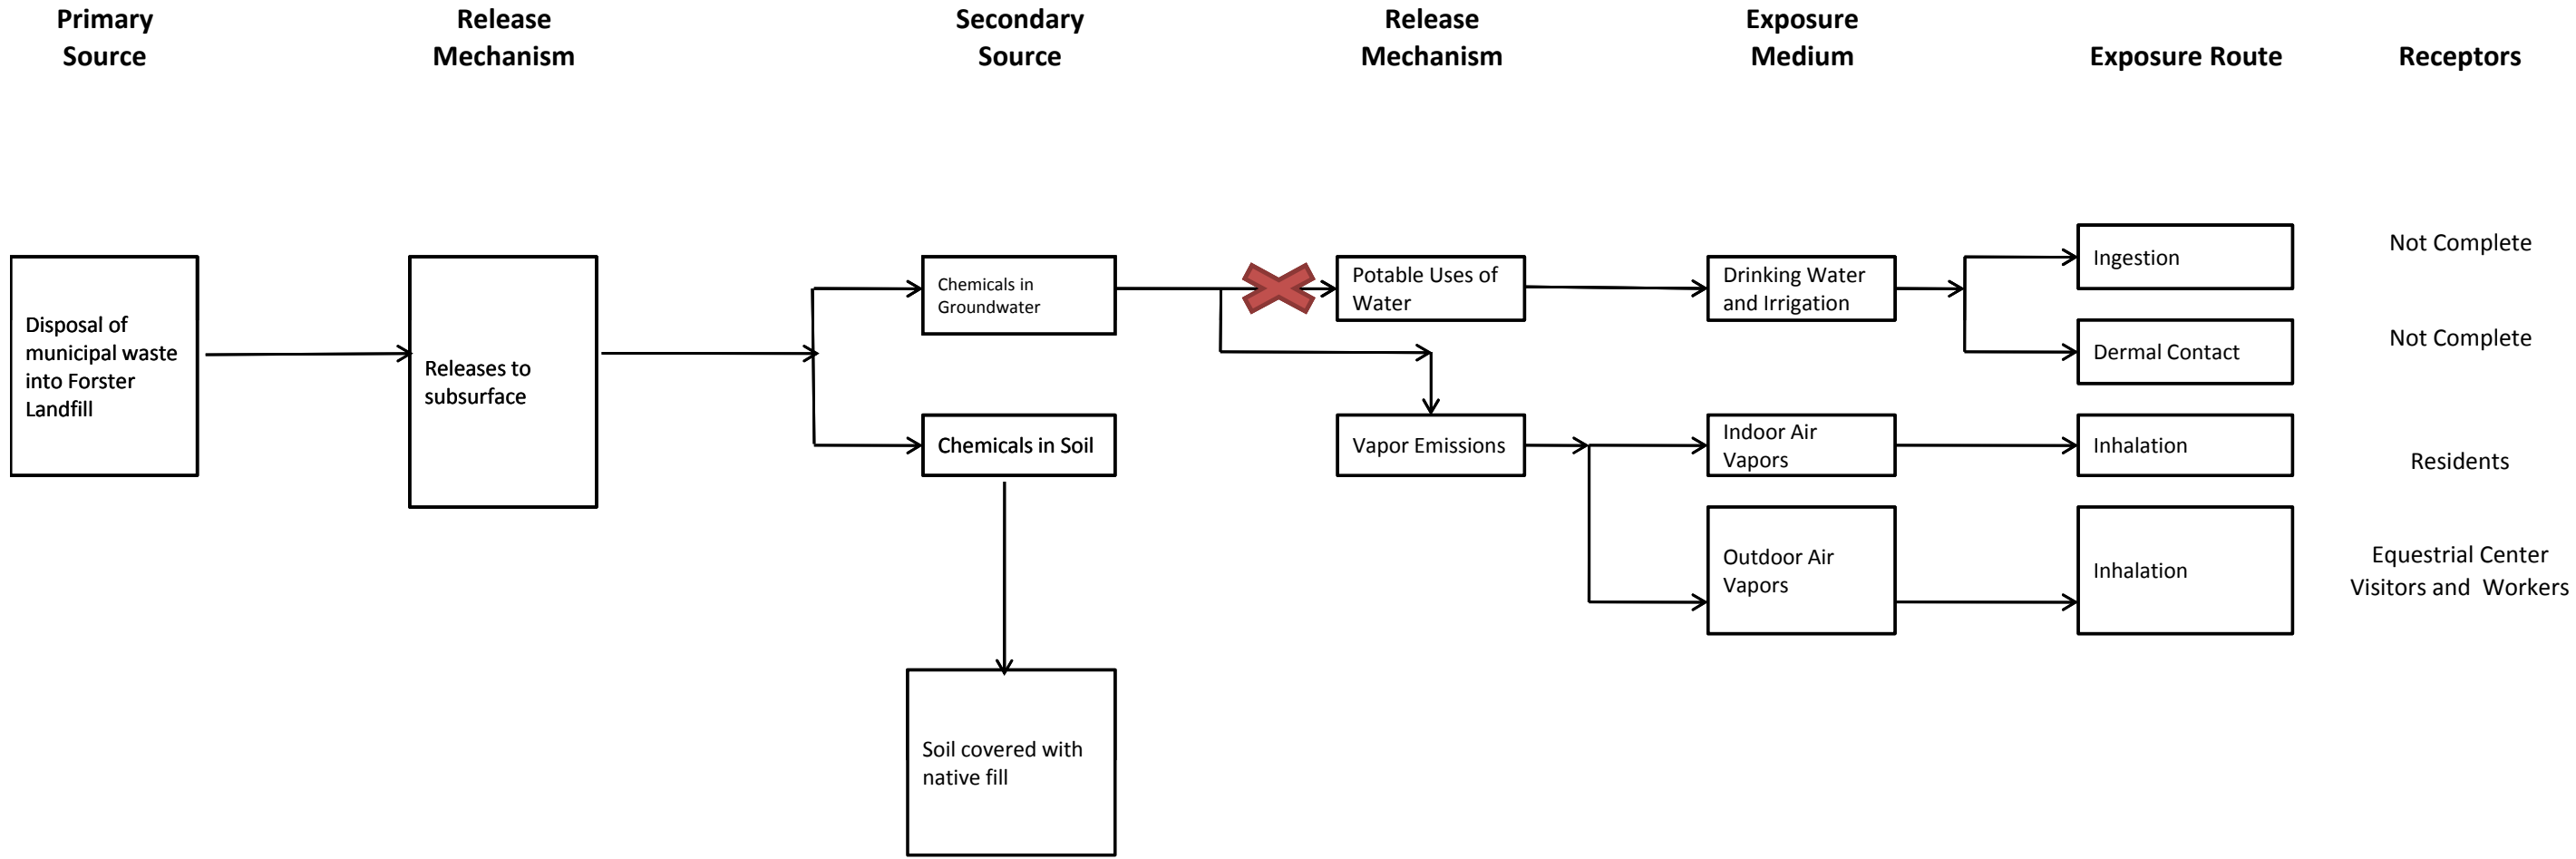 Primary
Source
Release
Mechanism
Secondary
Source
Release
Mechanism
Exposure
Medium
Exposure Route
Receptors
Disposal of
municipal waste
into Forster
Landfill
Releases to
subsurface
Chemicals in
Groundwater
Chemicals in Soil
Soil covered with
native fill
Potable Uses of
Water
Vapor Emissions
Drinking Water
and Irrigation
Indoor Air
Vapors
Outdoor Air
Vapors
Ingestion
Dermal Contact
Inhalation
Inhalation
Not Complete
Not Complete
Residents
Equestrial Center
Visitors and Workers